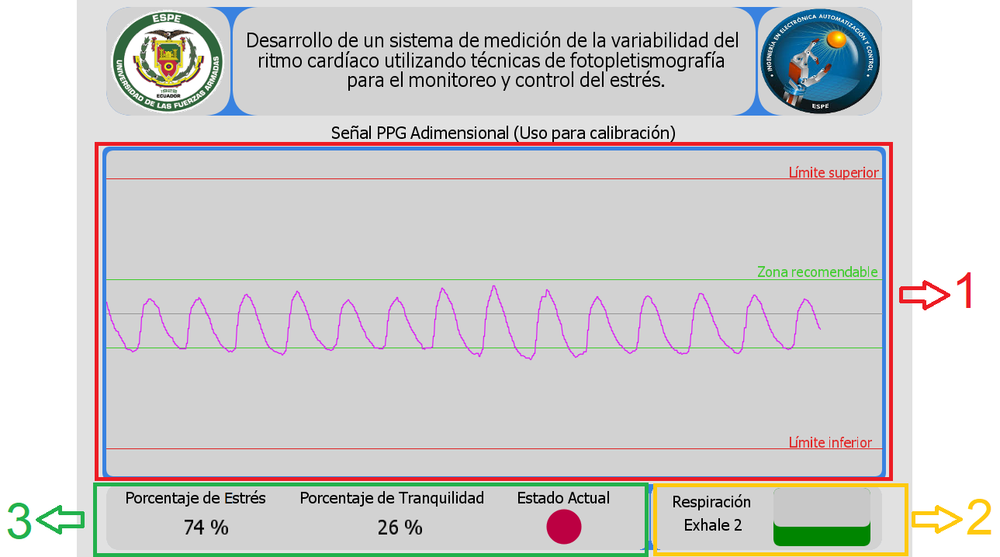 ESPE
UNIVERSIDAD DE LAS FUERZAS ARMADAS
1922
ECUADOR
Desarrollo de un sistema de medición de la variabilidad del
ritmo cardíaco utilizando técnicas de fotopletismografía
para el monitoreo y control del estrés.
• INGENIERÍA EN ELECTRÓNICA AUTOMATIZACIÓN Y CONTROL •
ESPE
Señal PPG Adimensional (Uso para calibración)
Límite superior
Zona recomendable
1
Límite inferior
3
Porcentaje de Estrés
74 %
Porcentaje de Tranquilidad
26 %
Estado Actual
Respiración
Exhale 2
2